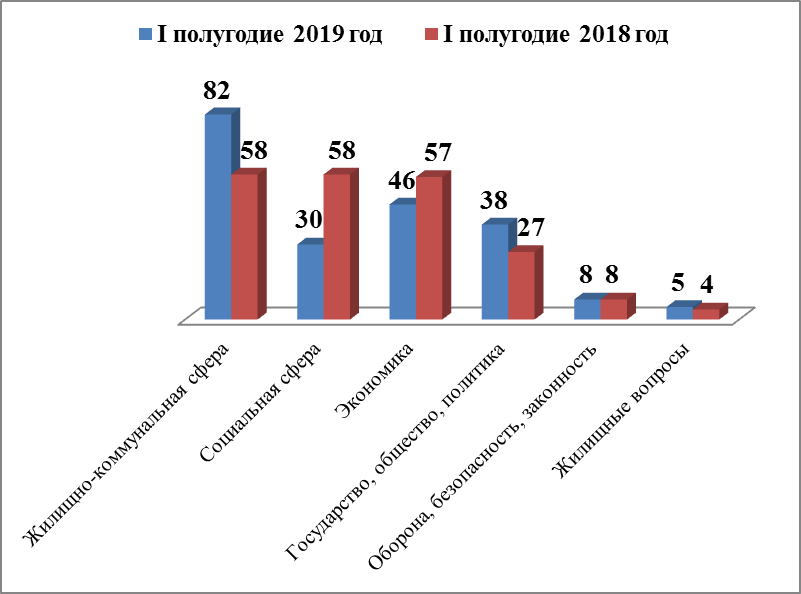 I полугодие 2019 год I полугодие 2018 год
82 58
30 58
46 57
38 27
8 8
5 4
Жилищно-коммунальная сфера
Социальная сфера
Экономика
Государство, общество, политика
Оборона, безопасность, законность
Жилищные вопросы